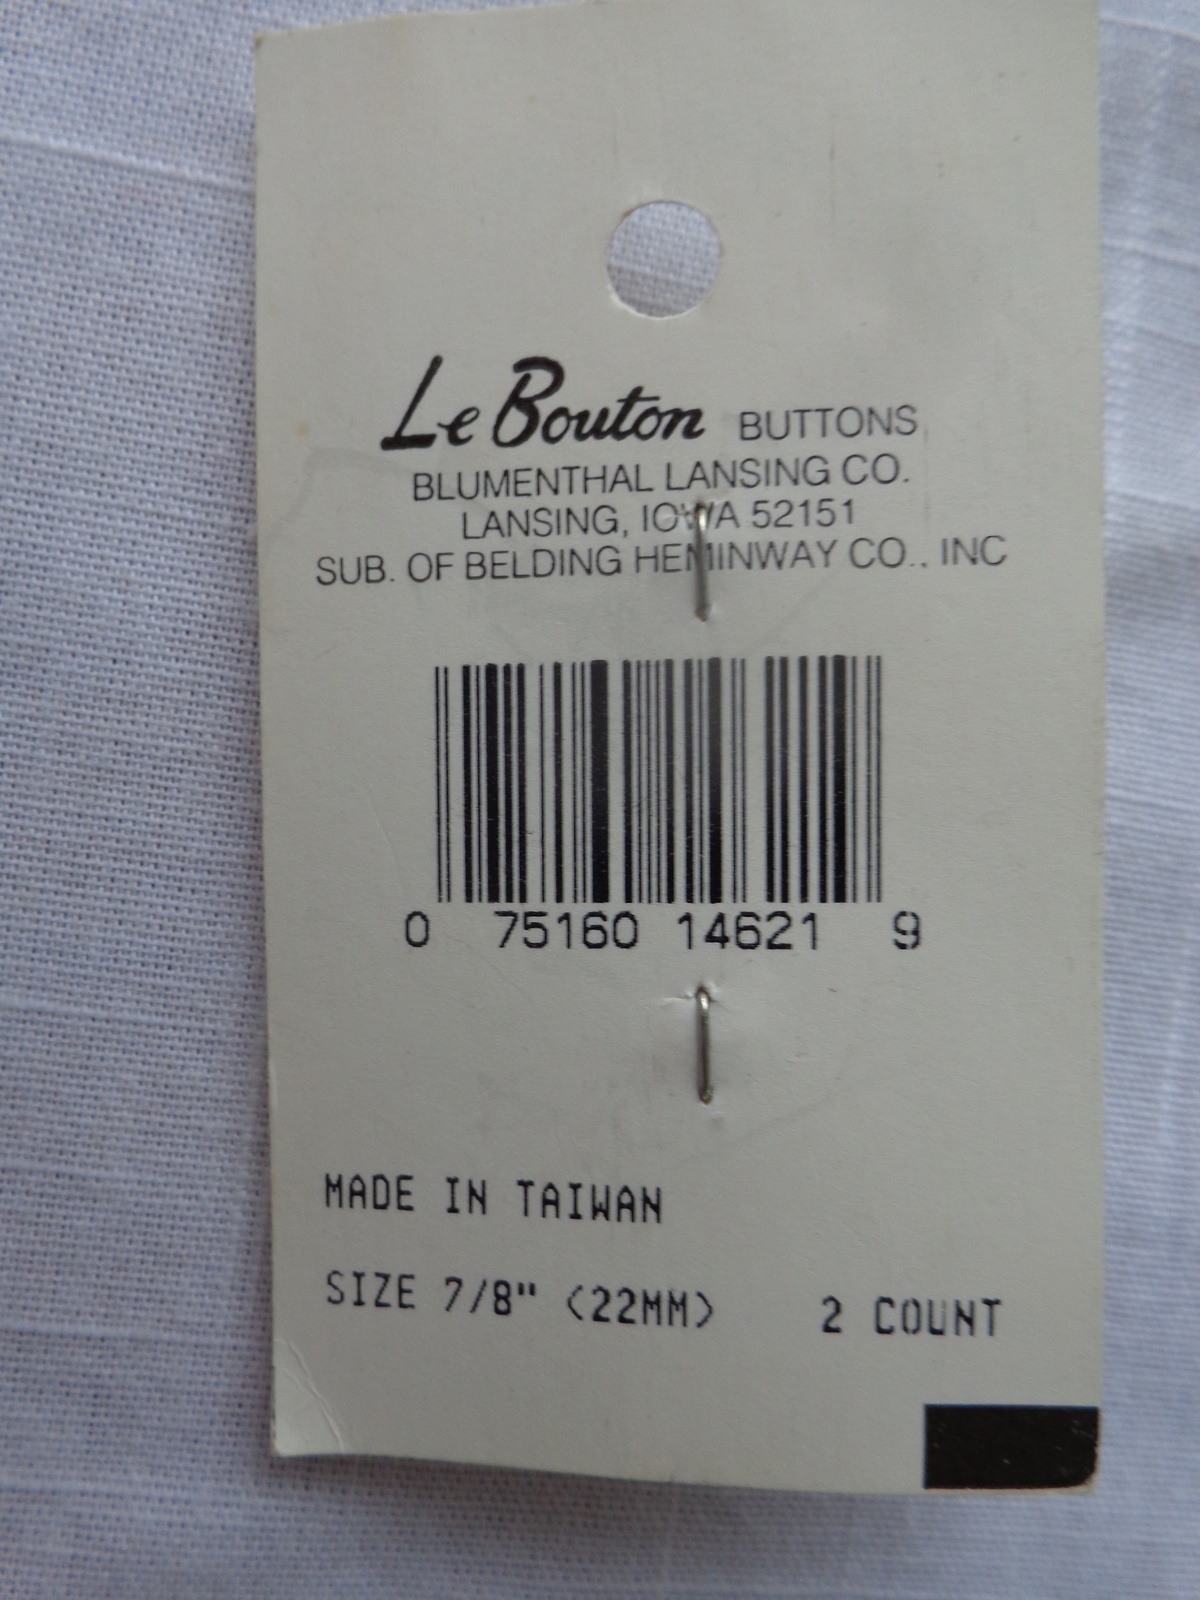 Le Bouton BUTTONS
BLUMENTHAL LANSING CO.
LANSING, IOWA 52151
SUB. OF BELDING HEMINWAY CO., INC
0 75160 14621 9
MADE IN TAIWAN
SIZE 7/8" (22MM) 2 COUNT